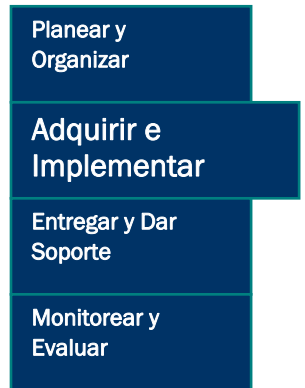 Planear y
Organizar
Adquirir e
Implementar
Entregar y Dar
Soporte
Monitorear y
Evaluar